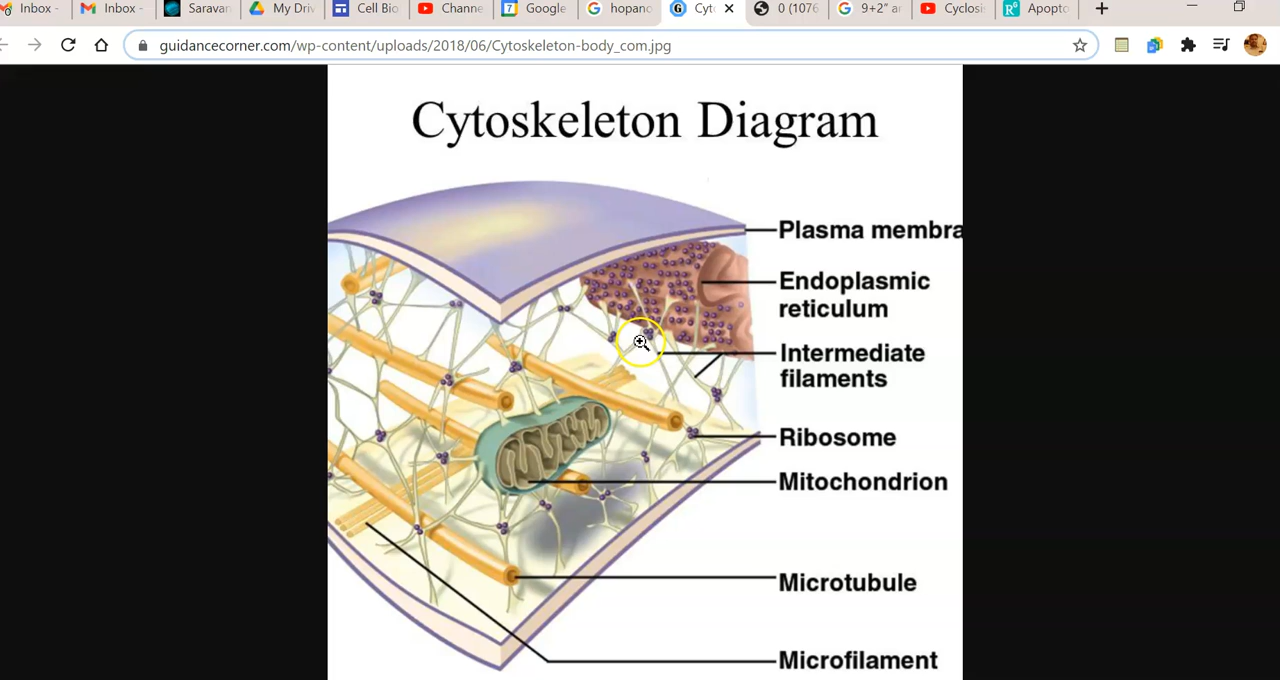 Inbox -
Inbox -
Saravan
My Driv
Cell Bio
Channe
Google
hopano
Cyt
0 (1076
9+2" ar
Cyclosi
Apopto
guidancecorner.com/wp-content/uploads/2018/06/Cytoskeleton-body_com.jpg
Cytoskeleton Diagram
Plasma membra
Endoplasmic
reticulum
Intermediate
filaments
Ribosome
Mitochondrion
Microtubule
Microfilament